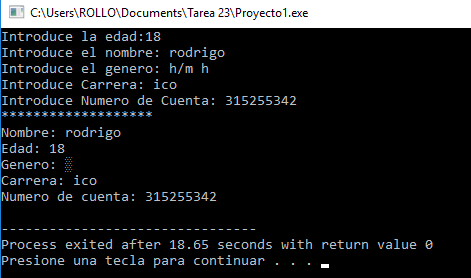 C:\Users\ROLLO\Documents\Tarea 23\Proyecto1.exe
Introduce la edad:18
Introduce el nombre: rodrigo
Introduce el genero: h/m h
Introduce Carrera: ico
Introduce Numero de Cuenta: 315255342
*******************
Nombre: rodrigo
Edad: 18
Genero: ▒
Carrera: ico
Numero de cuenta: 315255342
--------------------------------
Process exited after 18.65 seconds with return value 0
Presione una tecla para continuar . . .